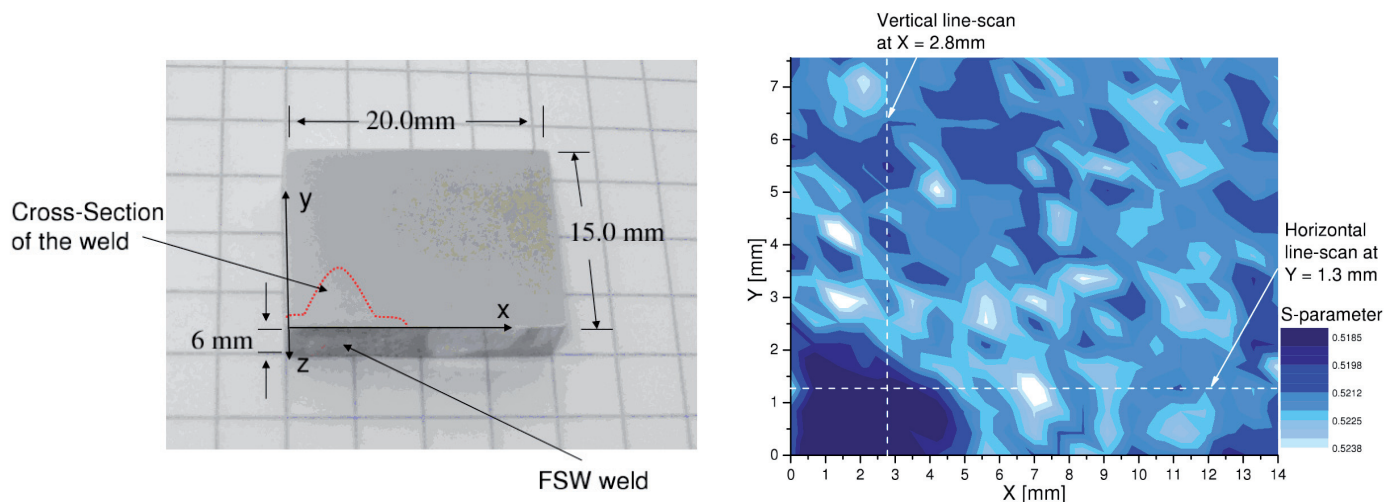 20.0mm
Cross-Section
of the weld
y
15.0 mm
x
6 mm
z
FSW weld
Vertical line-scan
at X = 2.8mm
Horizontal
line-scan at
Y = 1.3 mm
S-parameter
0.5185
0.5198
0.5212
0.5225
0.5238
Y [mm]
7
6
5
4
3
2
1
0
0 1 2 3 4 5 6 7 8 9 10 11 12 13 14
X [mm]